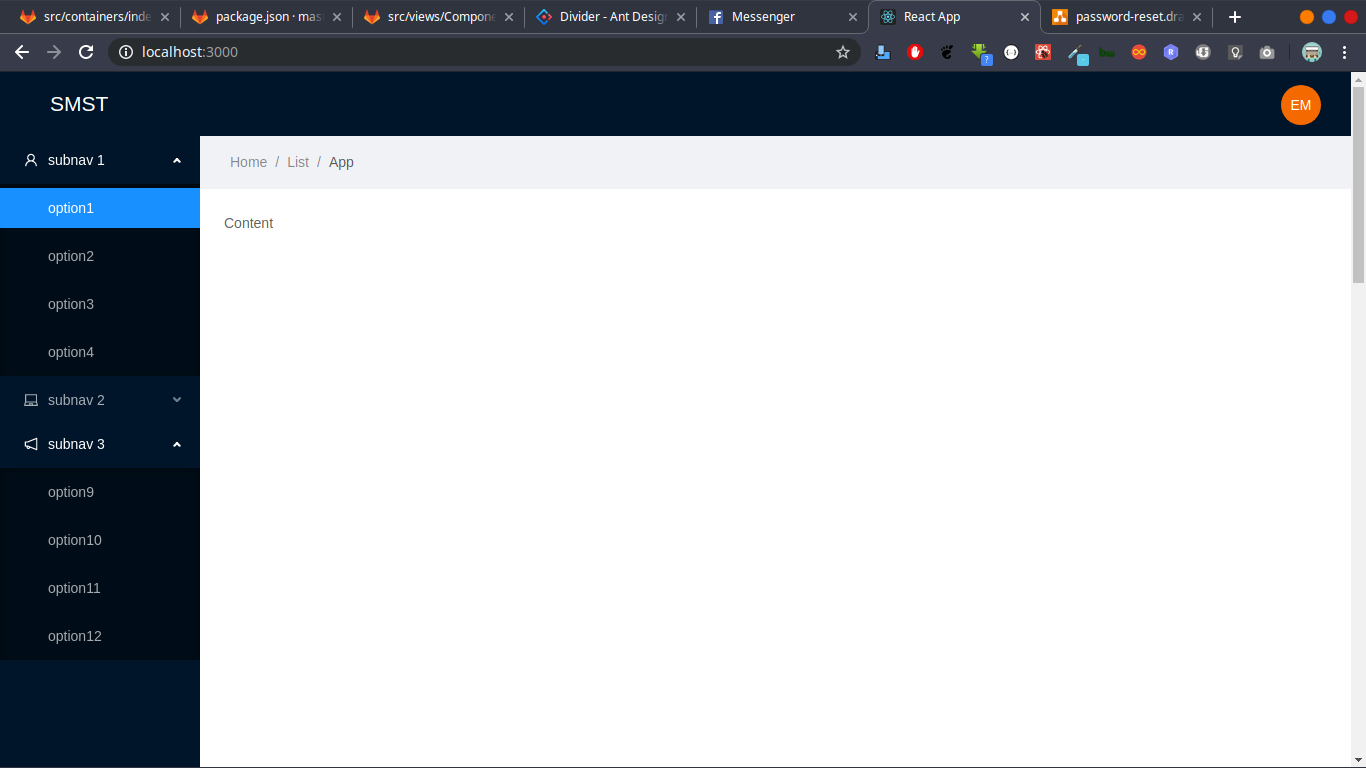 src/containers/inde
package.json · mas
src/views/Compone
Divider - Ant Desig
Messenger
React App
password-reset.dra
localhost:3000
SMST
EM
subnav 1
option1
option2
option3
option4
subnav 2
subnav 3
option9
option10
option11
option12
Home / List / App
Content